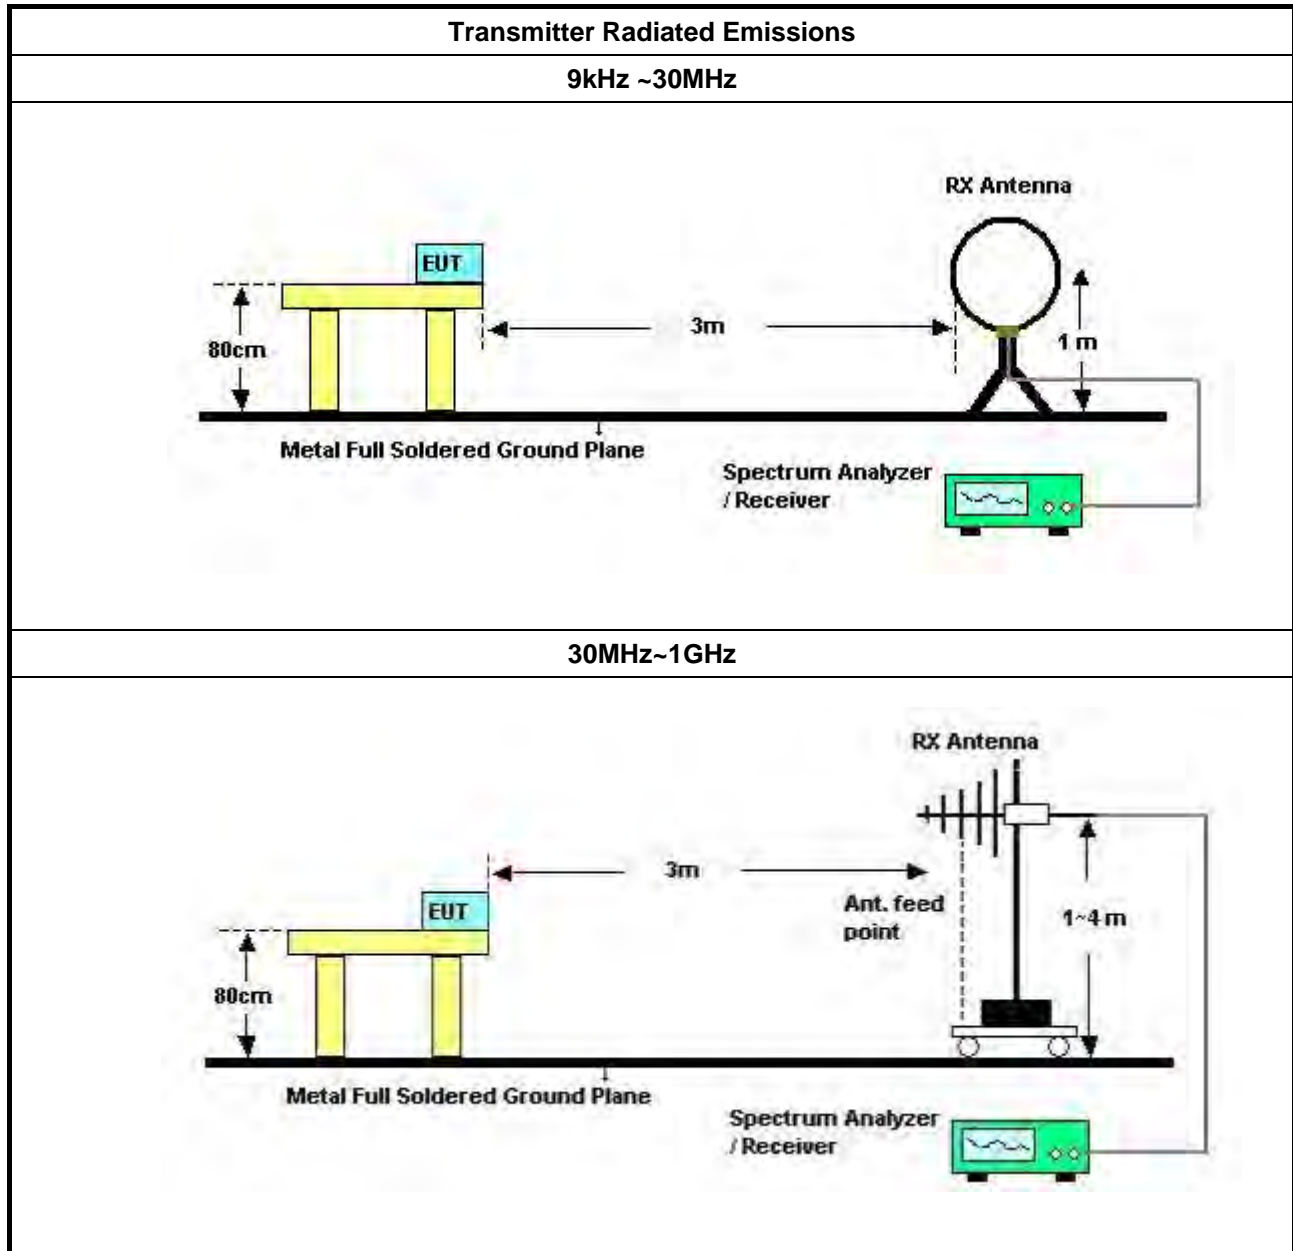 Transmitter Radiated Emissions
9kHz ~30MHz
RX Antenna
EUT
3m
80cm
1 m
Metal Full Soldered Ground Plane
Spectrum Analyzer
/ Receiver
30MHz~1GHz
RX Antenna
3m
EUT
Ant. feed
point
1~4 m
80cm
Metal Full Soldered Ground Plane
Spectrum Analyzer
/ Receiver